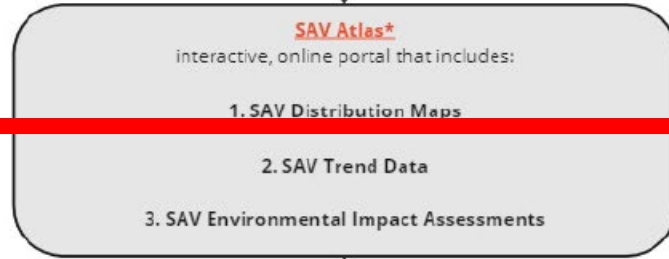 SAV Atlas*
interactive, online portal that includes:
1. SAV Distribution Maps
2. SAV Trend Data
3. SAV Environmental Impact Assessments